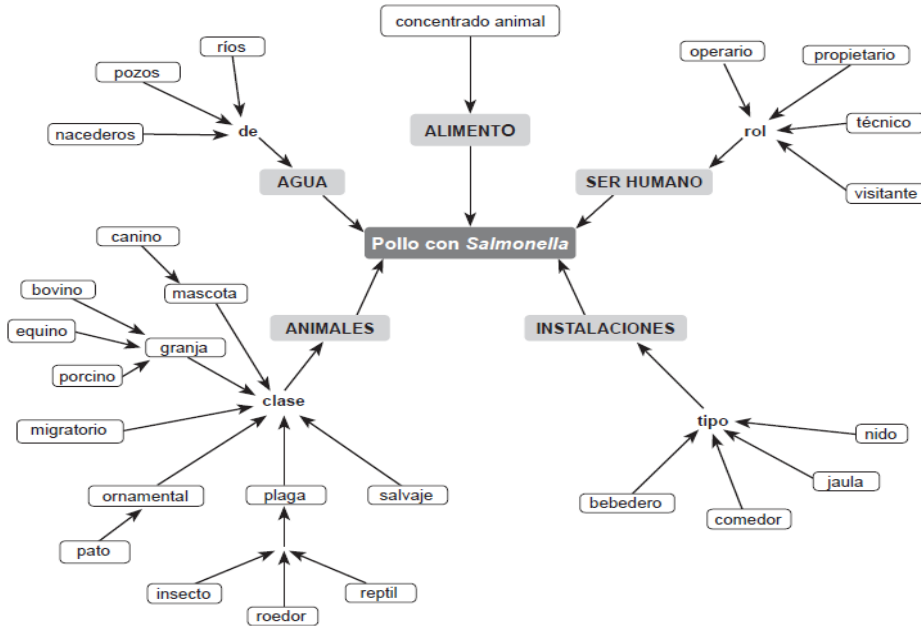 concentrado animal
ríos
operario
propietario
pozos
nacederos
de
ALIMENTO
rol
técnico
AGUA
SER HUMANO
visitante
Pollo con Salmonella
canino
bovino
mascota
equino
granja
ANIMALES
INSTALACIONES
porcino
clase
migratorio
tipo
nido
ornamental
plaga
salvaje
bebedero
jaula
comedor
pato
insecto
reptil
roedor